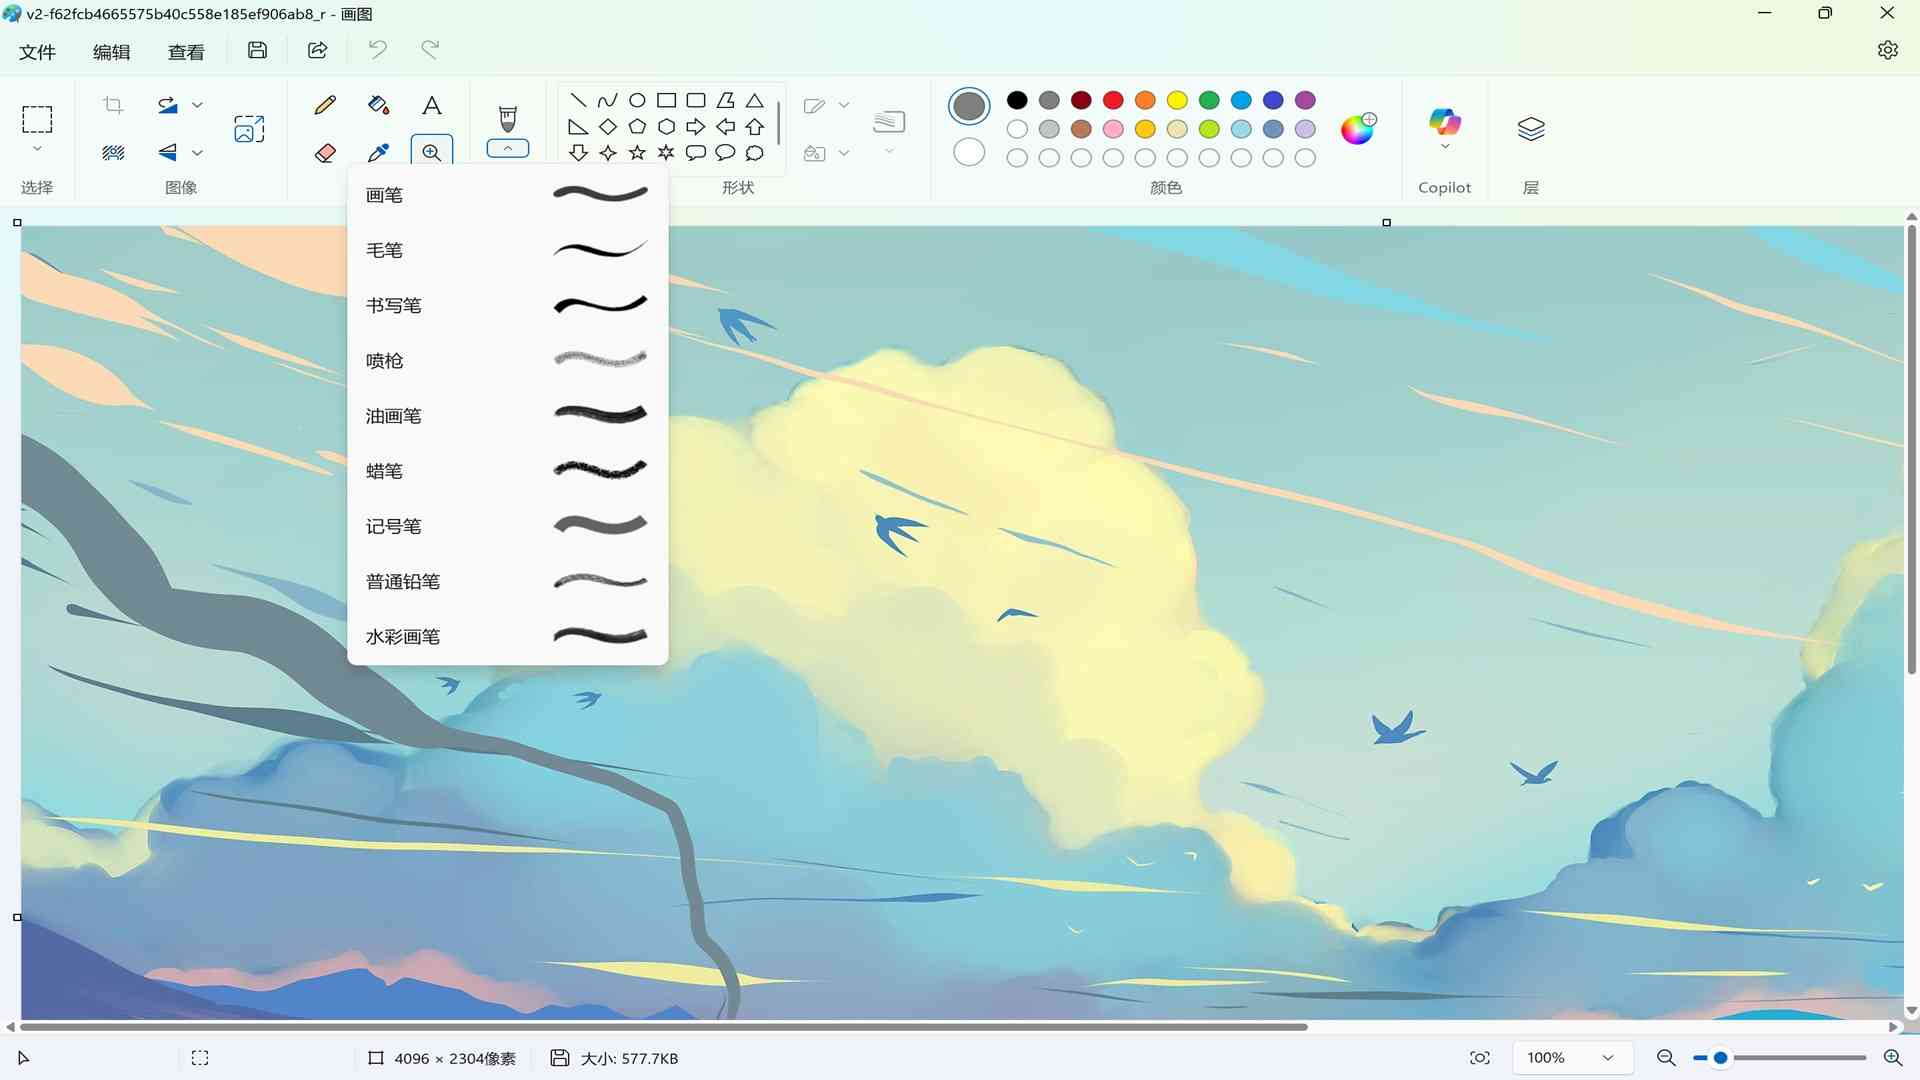 v2-f62fcb4665575b40c558e185ef906ab8_r - 画图
文件 编辑 查看
A
选择 图像 形状 颜色 Copilot 层
画笔
毛笔
书写笔
喷枪
油画笔
蜡笔
记号笔
普通铅笔
水彩画笔
4096 × 2304像素 大小: 577.7KB 100%